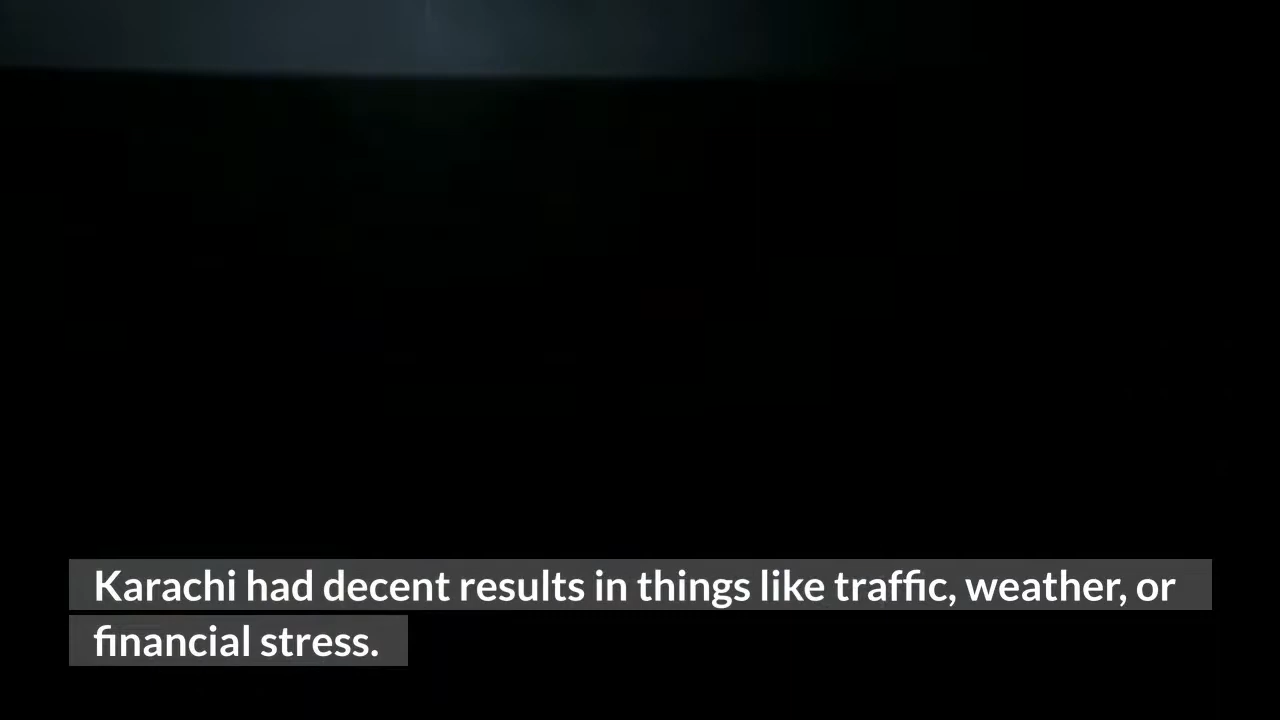 Karachi had decent results in things like traffic, weather, or
financial stress.